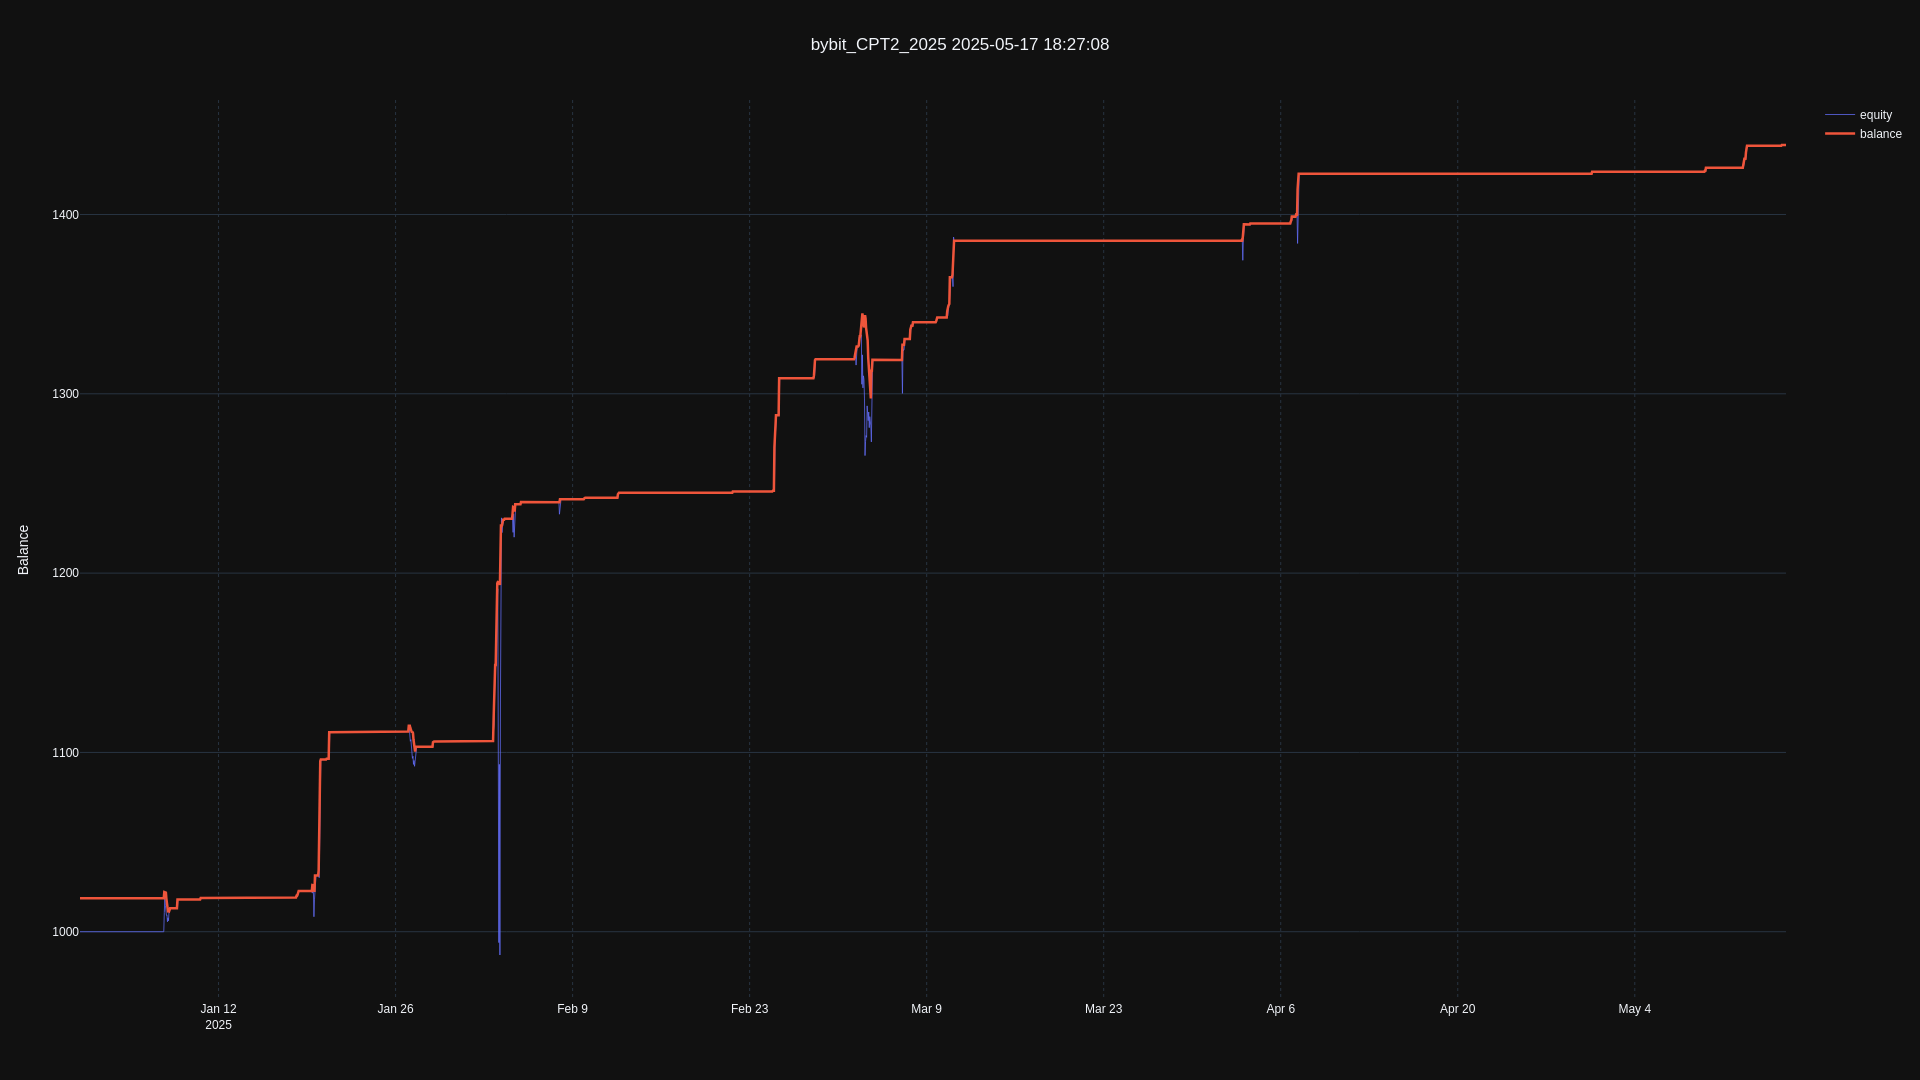 bybit_CPT2_2025 2025-05-17 18:27:08
equity
balance
Balance
1400
1300
1200
1100
1000
Jan 12
2025
Jan 26
Feb 9
Feb 23
Mar 9
Mar 23
Apr 6
Apr 20
May 4